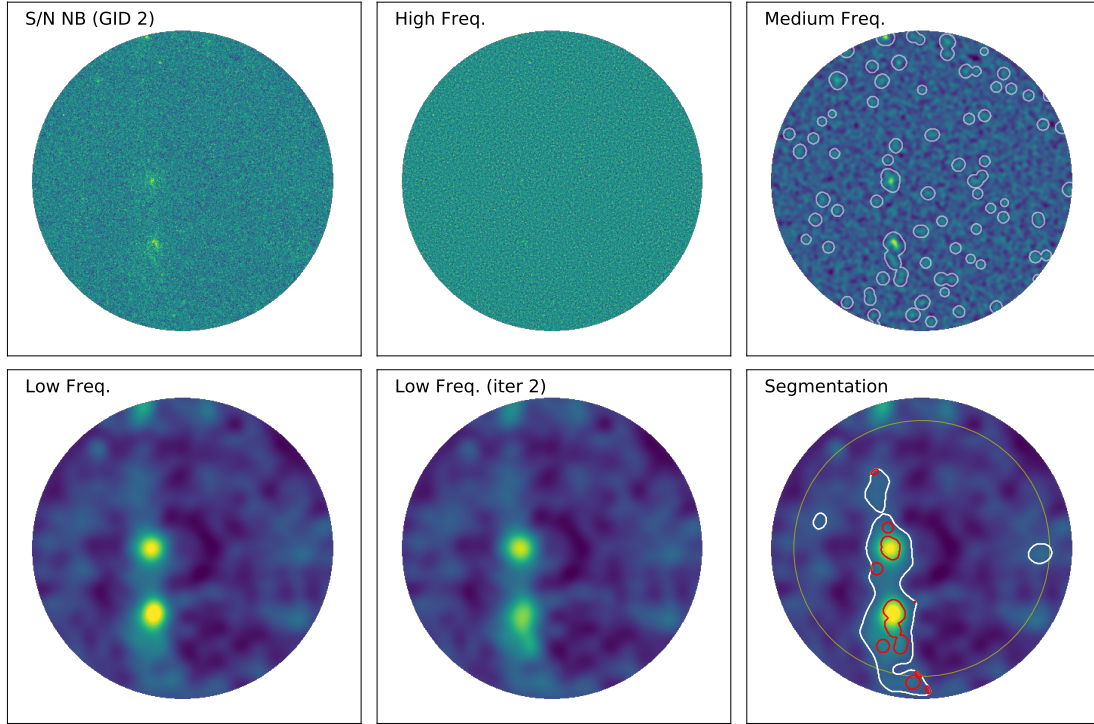 S/N NB (GID 2)
High Freq.
Medium Freq.
Low Freq.
Low Freq. (iter 2)
Segmentation